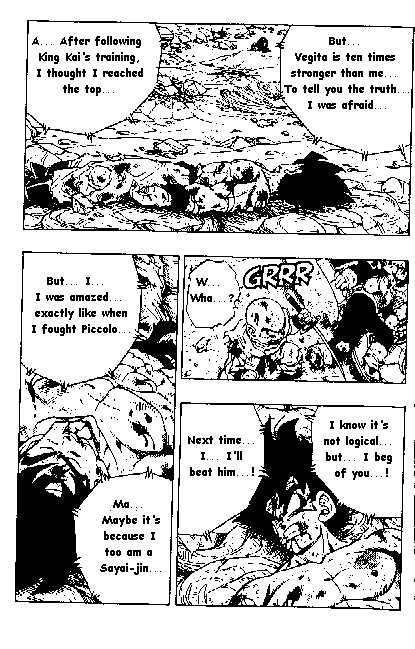 A... After following
King Kai's training,
I thought I reached
the top....
But...
Vegita is ten times
stronger than me....
To tell you the truth....
I was afraid....
But.... I....
I was amazed....
exactly like when
I fought Piccolo....
W...
Wha...?
GRRR
Ma...
Maybe it's
because I
too am a
Sayai-jin....
Next time...
I.... I'll
beat him...!
I know it's
not logical...
but.... I beg
of you...!